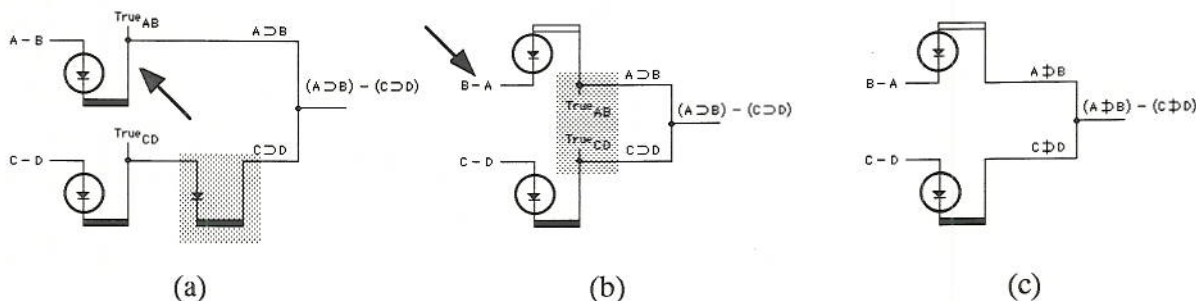 True_AB
A-B
A⊃B
(A⊃B)-(C⊃D)
True_CD
C-D
C⊃D
(a)
B-A
A⊃B
True_AB
(A⊃B)-(C⊃D)
True_CD
C-D
C⊃D
(b)
B-A
A⊅B
(A⊅B)-(C⊅D)
C-D
C⊅D
(c)